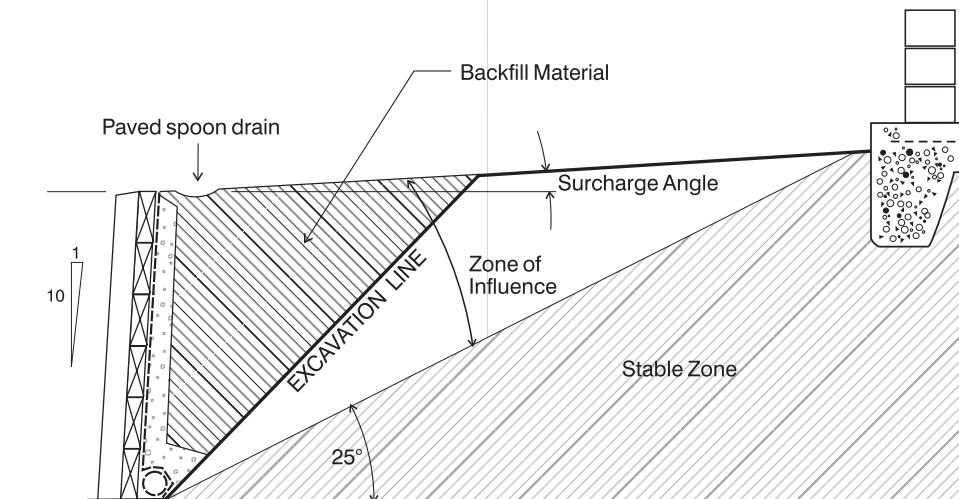 Backfill Material
Paved spoon drain
Surcharge Angle
1
10
Zone of
Influence
EXCAVATION LINE
Stable Zone
25°